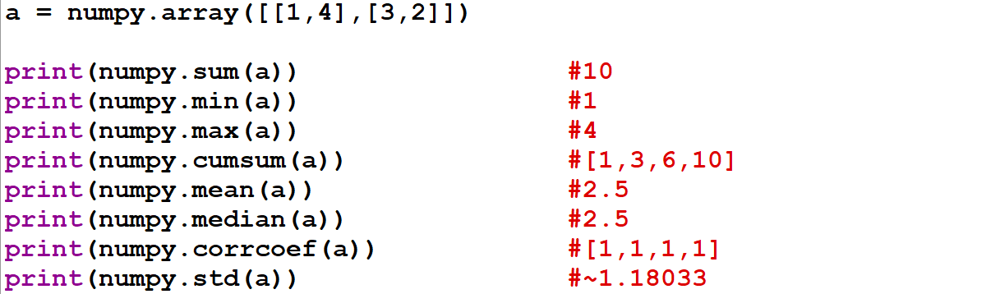 a = numpy.array([[1,4],[3,2]])
print(numpy.sum(a)) #10
print(numpy.min(a)) #1
print(numpy.max(a)) #4
print(numpy.cumsum(a)) #[1,3,6,10]
print(numpy.mean(a)) #2.5
print(numpy.median(a)) #2.5
print(numpy.corrcoef(a)) #[1,1,1,1]
print(numpy.std(a)) #~1.18033